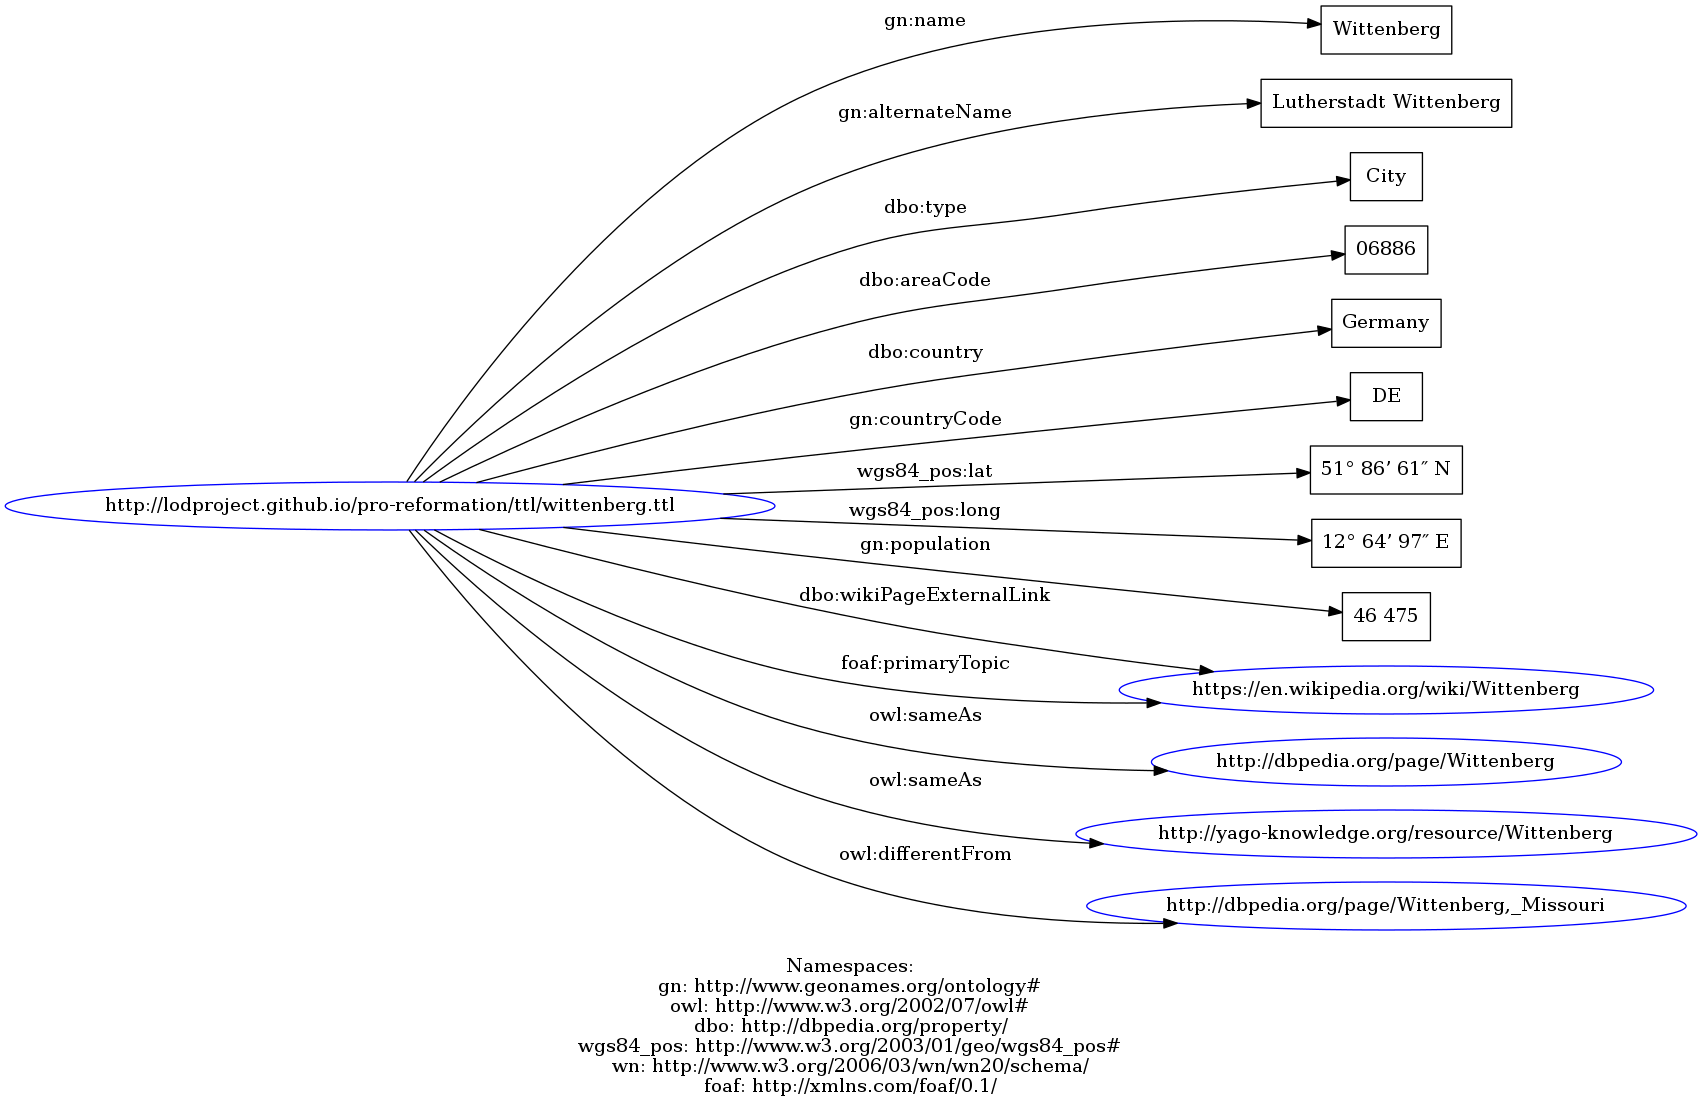 gn:name
Wittenberg
gn:alternateName
Lutherstadt Wittenberg
dbo:type
City
dbo:areaCode
06886
dbo:country
Germany
gn:countryCode
DE
wgs84_pos:lat
51° 86’ 61″ N
http://lodproject.github.io/pro-reformation/ttl/wittenberg.ttl
wgs84_pos:long
12° 64’ 97″ E
gn:population
46 475
dbo:wikiPageExternalLink
foaf:primaryTopic
https://en.wikipedia.org/wiki/Wittenberg
owl:sameAs
http://dbpedia.org/page/Wittenberg
owl:sameAs
http://yago-knowledge.org/resource/Wittenberg
owl:differentFrom
http://dbpedia.org/page/Wittenberg,_Missouri
Namespaces:
gn: http://www.geonames.org/ontology#
owl: http://www.w3.org/2002/07/owl#
dbo: http://dbpedia.org/property/
wgs84_pos: http://www.w3.org/2003/01/geo/wgs84_pos#
wn: http://www.w3.org/2006/03/wn/wn20/schema/
foaf: http://xmlns.com/foaf/0.1/